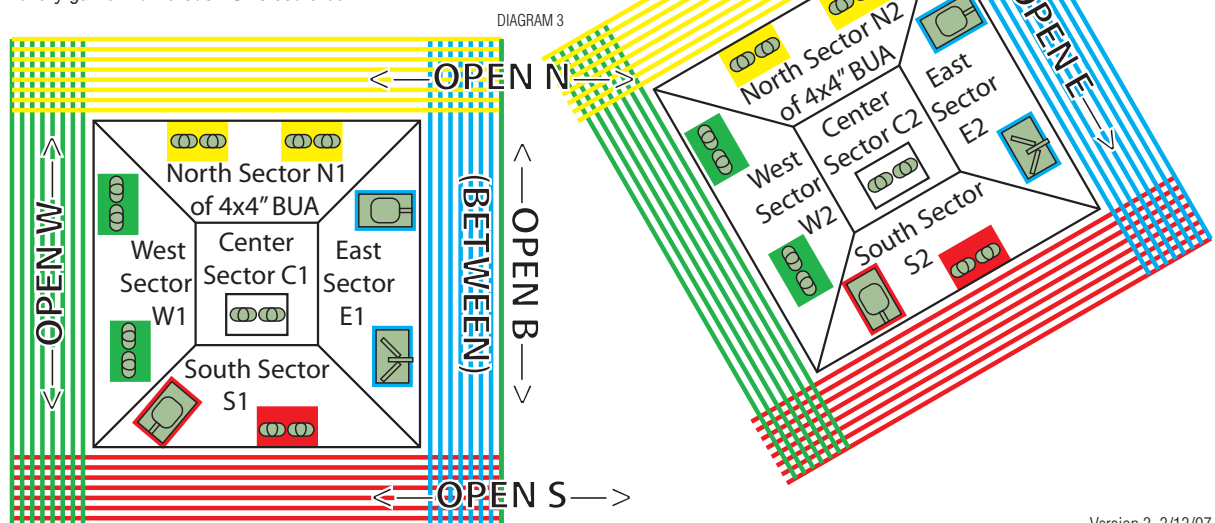 DIAGRAM 3
OPEN N
North Sector N1
of 4x4” BUA
OPEN W
West
Sector
W1
Center
Sector C1
East
Sector
E1
(BETWEEN)
OPEN B
South Sector
S1
OPEN S
North Sector N2
of 4x4” BUA
West
Sector
W2
Center
Sector C2
East
Sector
E2
OPEN E
South Sector
S2